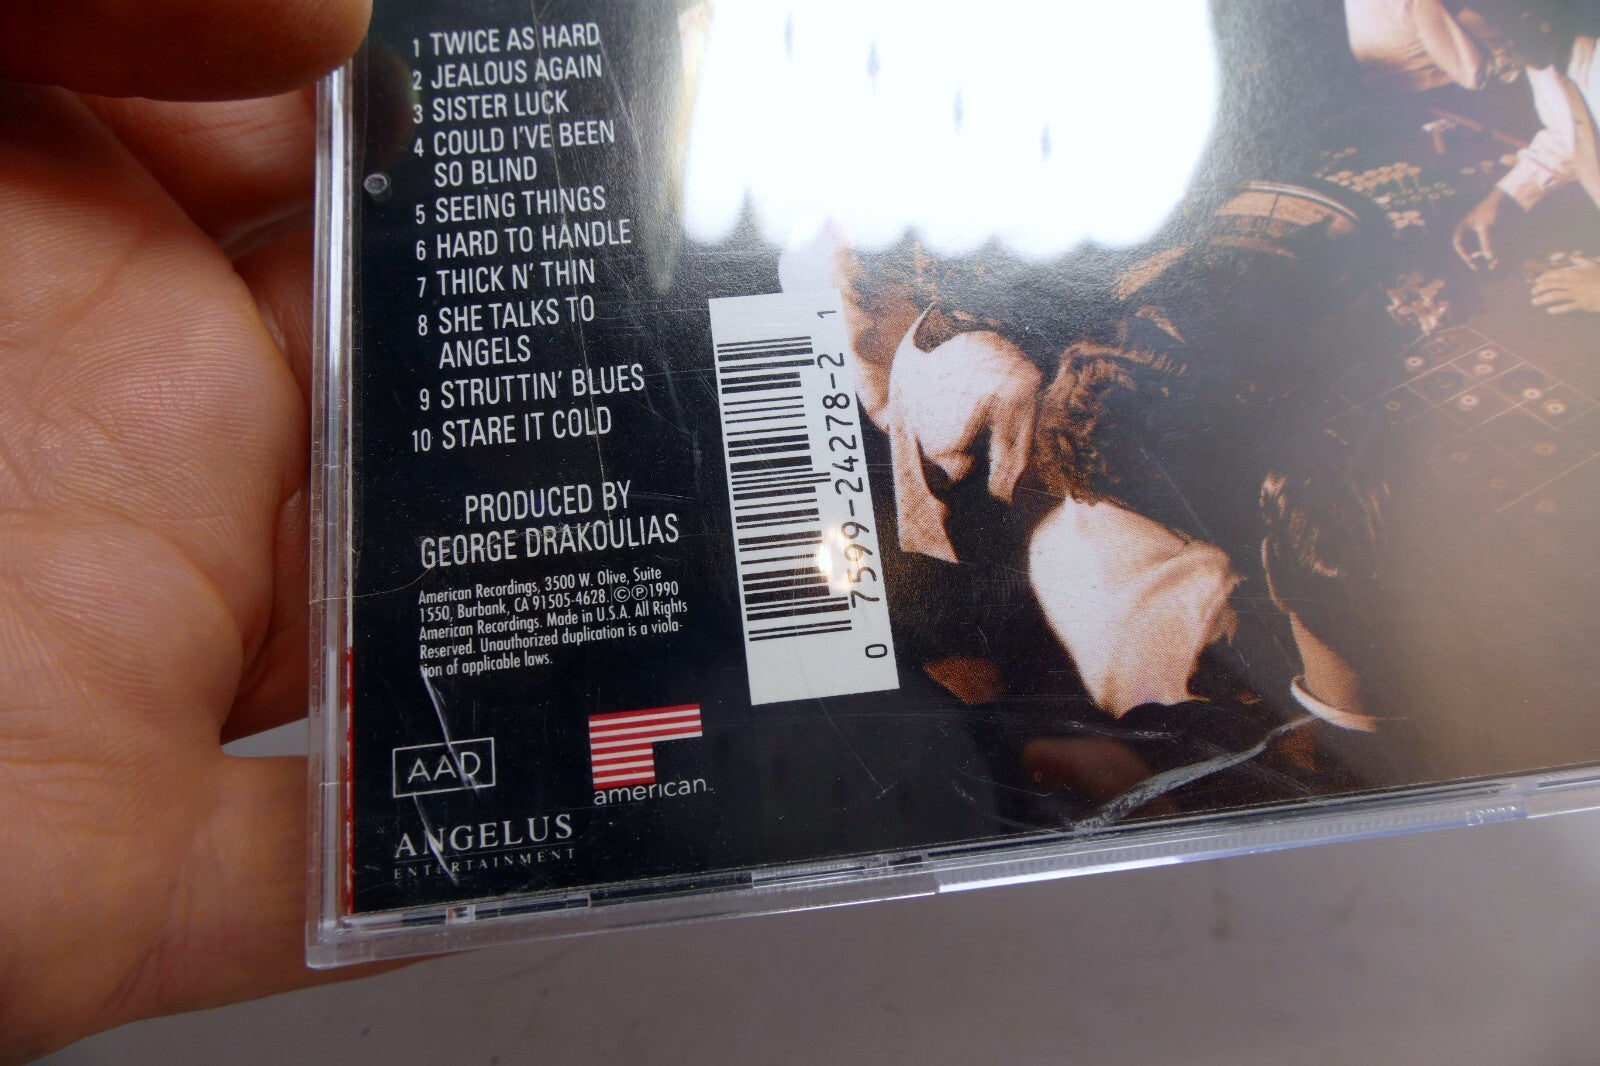 1 TWICE AS HARD
2 JEALOUS AGAIN
3 SISTER LUCK
4 COULD I'VE BEEN
SO BLIND
5 SEEING THINGS
6 HARD TO HANDLE
7 THICK N' THIN
8 SHE TALKS TO
ANGELS
9 STRUTTIN' BLUES
10 STARE IT COLD
PRODUCED BY
GEORGE DRAKOULIAS
American Recordings, 3500 W. Olive, Suite
1550, Burbank, CA 91505-4628. ©℗1990
American Recordings. Made in U.S.A. All Rights
Reserved. Unauthorized duplication is a viola-
tion of applicable laws.
0 7599-24278-2 1
AAD
american™
ANGELUS
ENTERTAINMENT